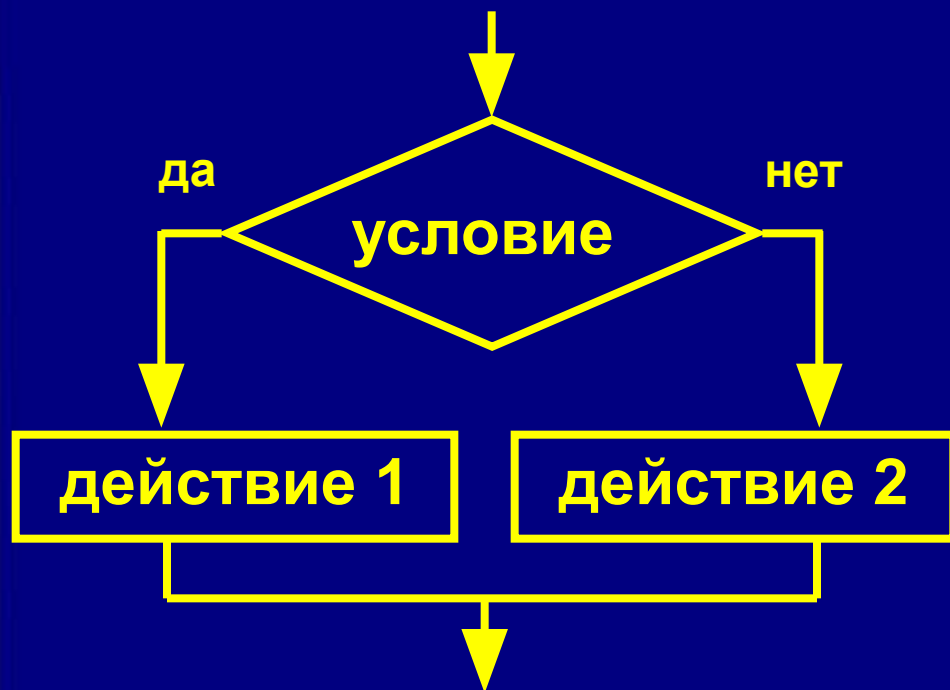 да
нет
условие
действие 1
действие 2